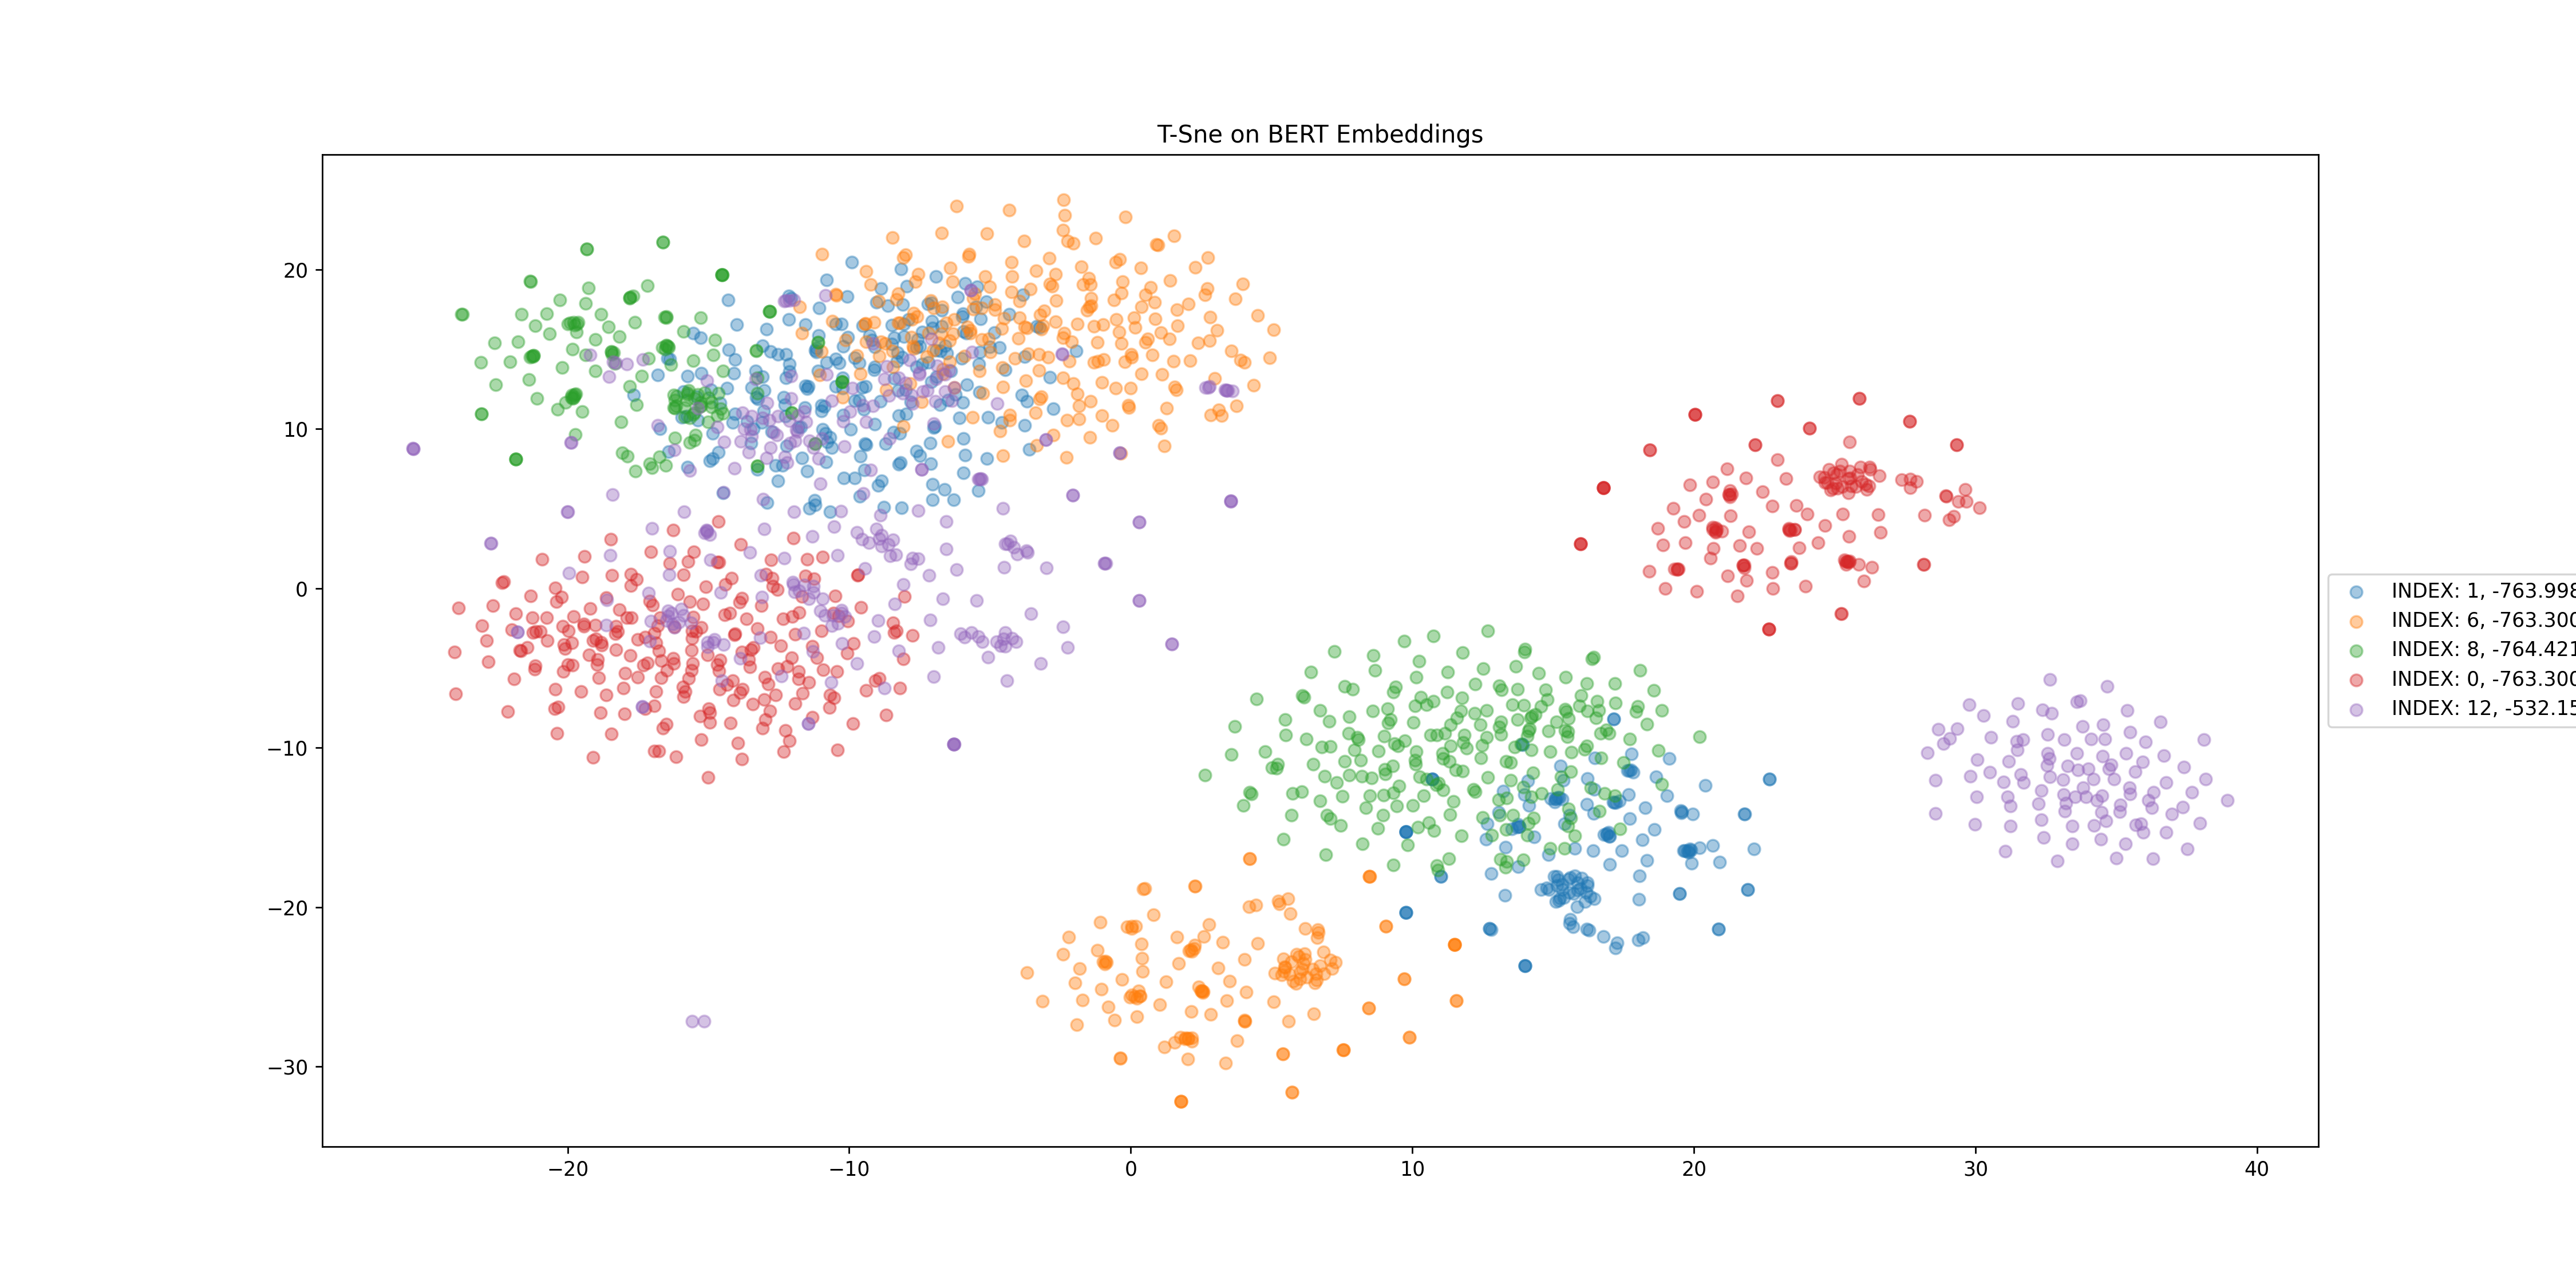 T-Sne on BERT Embeddings
20
10
0
−10
−20
−30
−20
−10
0
10
20
30
40
INDEX: 1, -763.998
INDEX: 6, -763.300
INDEX: 8, -764.421
INDEX: 0, -763.300
INDEX: 12, -532.15